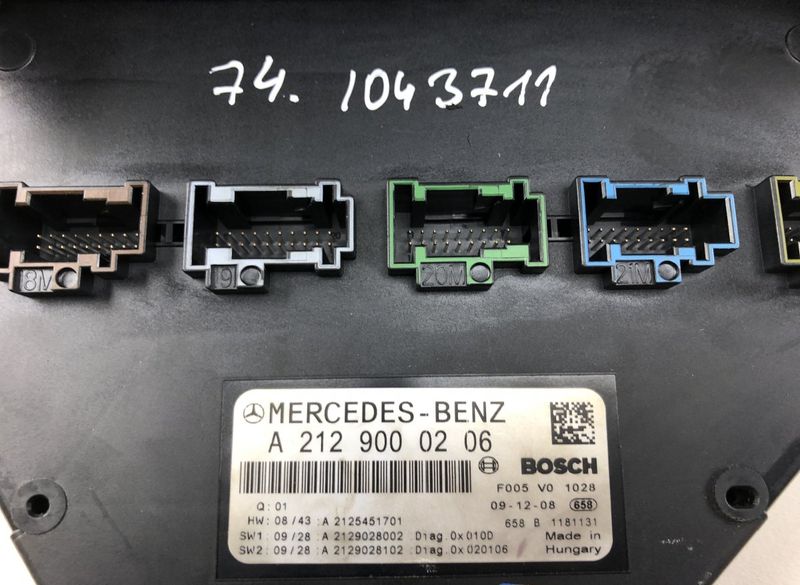 74. 1043711
8M
9
20M
21M
MERCEDES-BENZ
A 212 900 02 06
BOSCH
F005 V0 1028
Q: 01
09-12-08 658
HW: 08/43: A 2125451701
658 B 1181131
SW1: 09/28: A 2129028002 Diag.0x010D
Made in
SW2: 09/28: A 2129028102 Diag.0x020106
Hungary